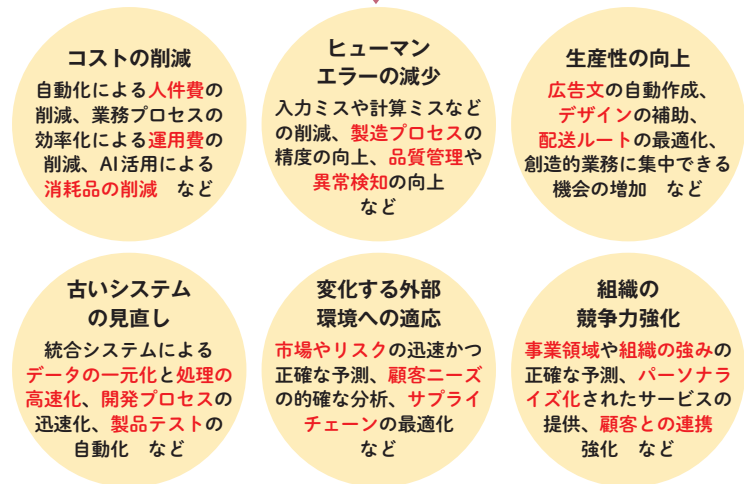 コストの削減
自動化による人件費の
削減、業務プロセスの
効率化による運用費の
削減、AI活用による
消耗品の削減　など
ヒューマン
エラーの減少
入力ミスや計算ミスなど
の削減、製造プロセスの
精度の向上、品質管理や
異常検知の向上
など
生産性の向上
広告文の自動作成、
デザインの補助、
配送ルートの最適化、
創造的業務に集中できる
機会の増加　など
古いシステム
の見直し
統合システムによる
データの一元化と処理の
高速化、開発プロセスの
迅速化、製品テストの
自動化　など
変化する外部
環境への適応
市場やリスクの迅速かつ
正確な予測、顧客ニーズ
の的確な分析、サプライ
チェーンの最適化
など
組織の
競争力強化
事業領域や組織の強みの
正確な予測、パーソナラ
イズ化されたサービスの
提供、顧客との連携
強化　など